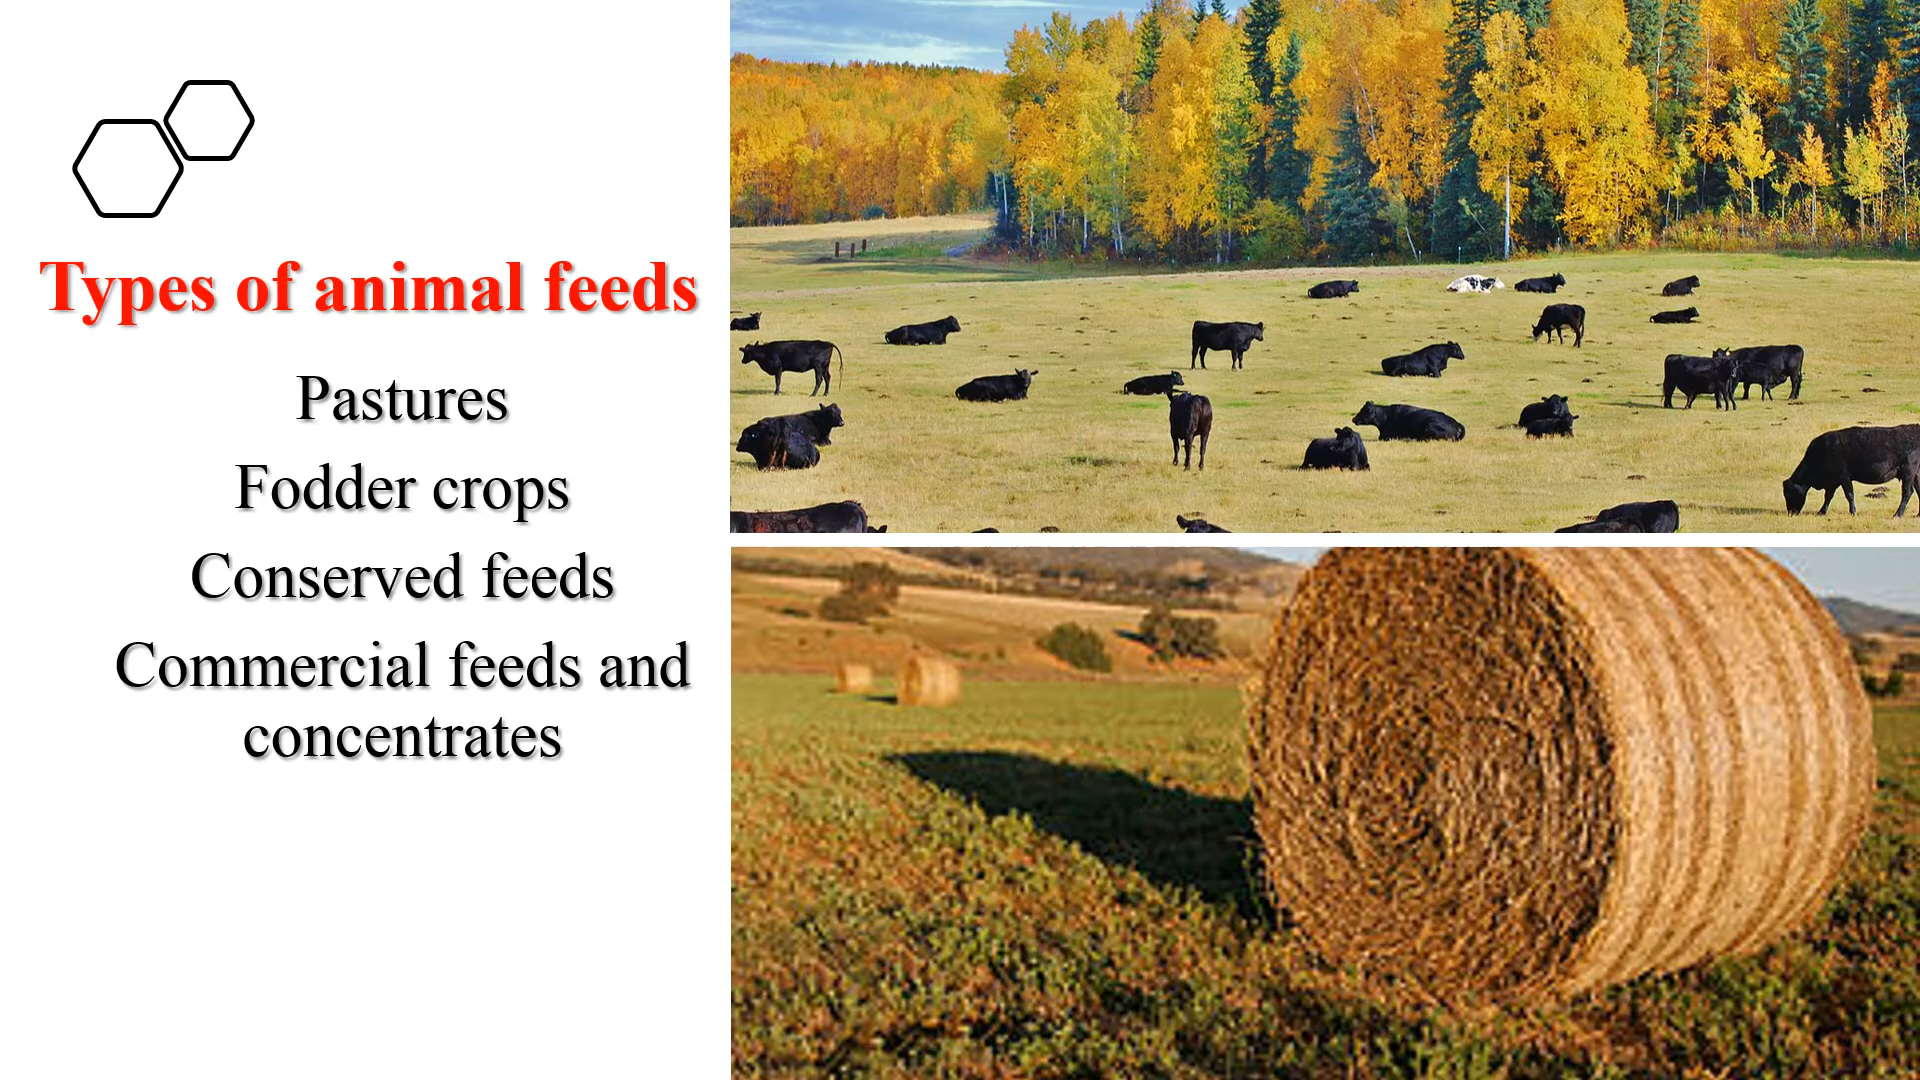 Types of animal feeds
Pastures
Fodder crops
Conserved feeds
Commercial feeds and
concentrates